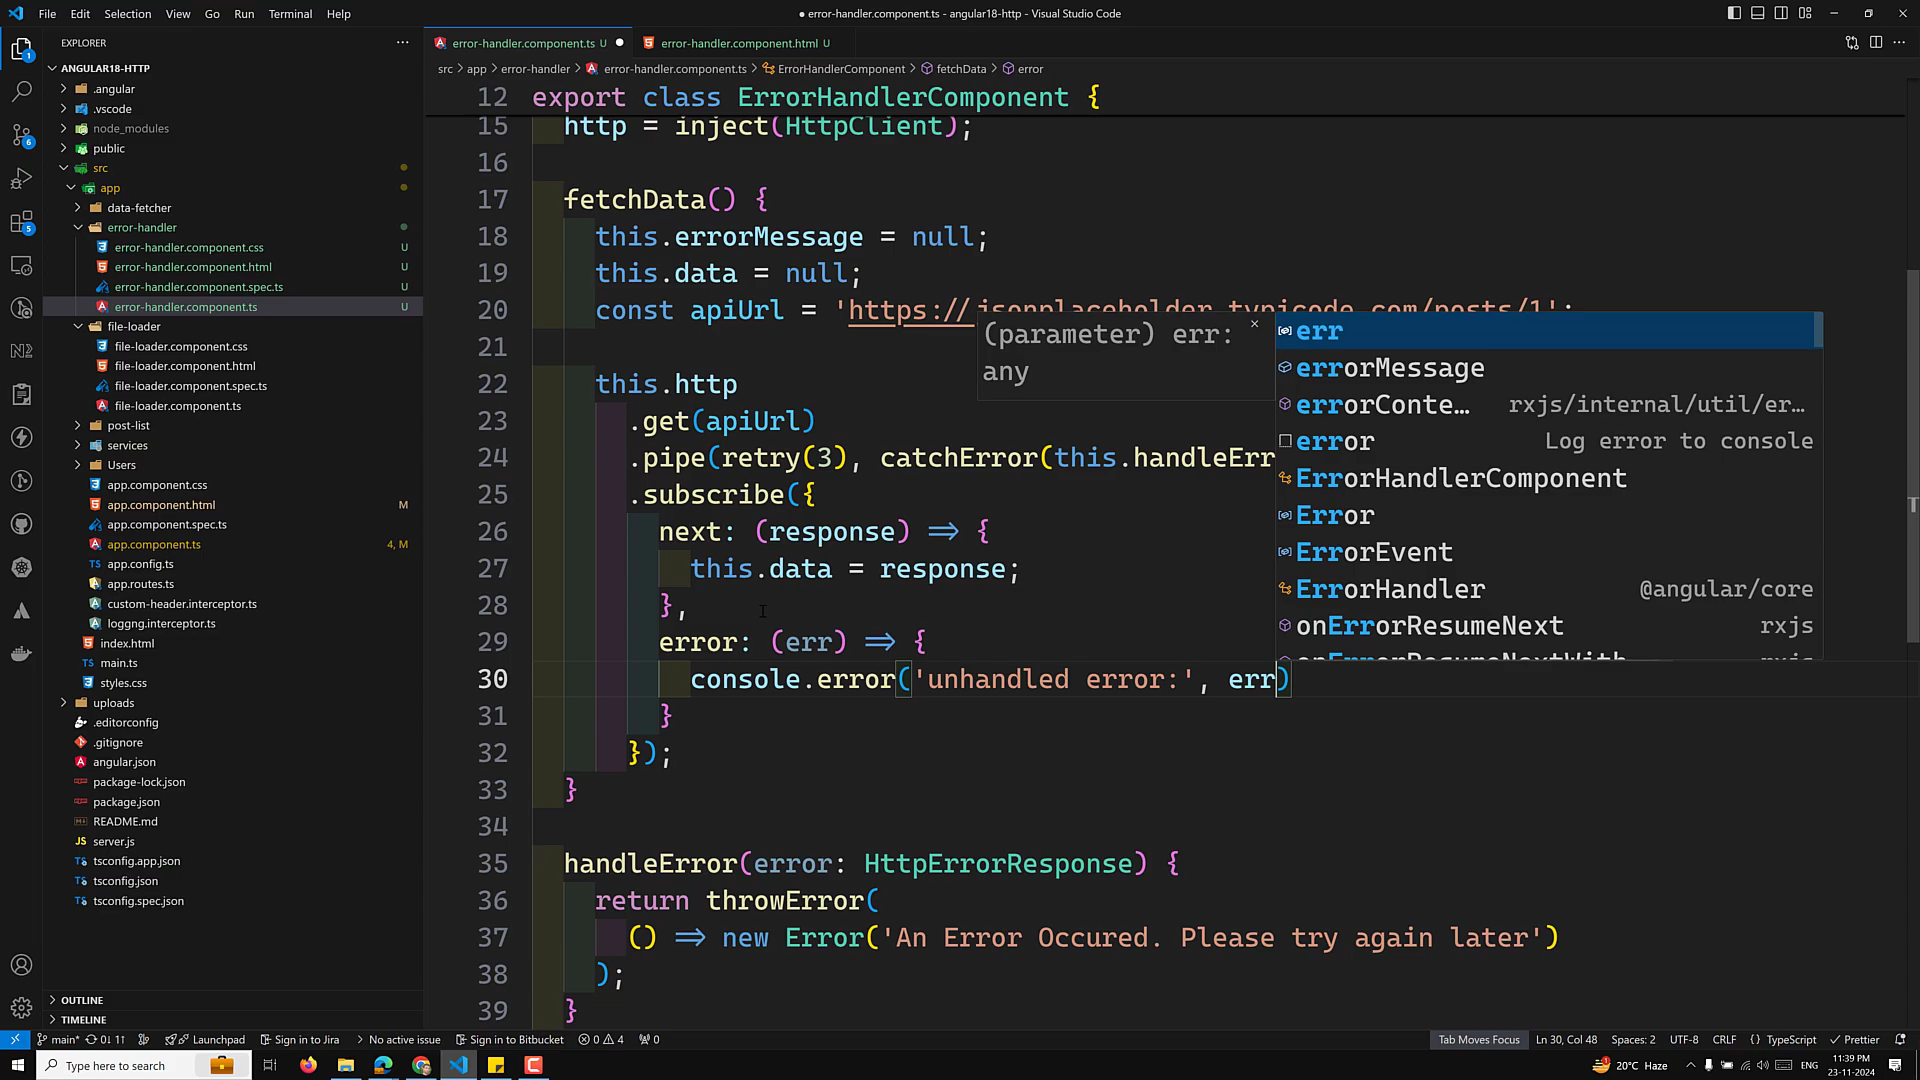 File Edit Selection View Go Run Terminal Help
● error-handler.component.ts - angular18-http - Visual Studio Code
EXPLORER
ANGULAR18-HTTP
.angular
.vscode
node_modules
public
src
app
data-fetcher
error-handler
error-handler.component.css U
error-handler.component.html U
error-handler.component.spec.ts U
error-handler.component.ts U
file-loader
file-loader.component.css
file-loader.component.html
file-loader.component.spec.ts
file-loader.component.ts
post-list
services
Users
app.component.css
app.component.html M
app.component.spec.ts
app.component.ts 4, M
app.config.ts
app.routes.ts
custom-header.interceptor.ts
loggng.interceptor.ts
index.html
main.ts
styles.css
uploads
.editorconfig
.gitignore
angular.json
package-lock.json
package.json
README.md
server.js
tsconfig.app.json
tsconfig.json
tsconfig.spec.json
OUTLINE
TIMELINE
error-handler.component.ts U ● error-handler.component.html U
src > app > error-handler > error-handler.component.ts > ErrorHandlerComponent > fetchData > error
12 export class ErrorHandlerComponent {
15 http = inject(HttpClient);
16
17 fetchData() {
18 this.errorMessage = null;
19 this.data = null;
20 const apiUrl = 'https://jsonplaceholder.typicode.com/posts/1';
21
22 this.http
23 .get(apiUrl)
24 .pipe(retry(3), catchError(this.handleErr
25 .subscribe({
26 next: (response) => {
27 this.data = response;
28 },
29 error: (err) => {
30 console.error('unhandled error:', err)
31 }
32 });
33 }
34
35 handleError(error: HttpErrorResponse) {
36 return throwError(
37 () => new Error('An Error Occured. Please try again later')
38 );
39 }
(parameter) err:
any
err
errorMessage
errorConte… rxjs/internal/util/er…
error Log error to console
ErrorHandlerComponent
Error
ErrorEvent
ErrorHandler @angular/core
onErrorResumeNext rxjs
onErrorResumeNextWith rxjs
main* 0↓ 1↑ Launchpad Sign in to Jira No active issue Sign in to Bitbucket 0 4 0
Tab Moves Focus Ln 30, Col 48 Spaces: 2 UTF-8 CRLF {} TypeScript Prettier
Type here to search
20°C Haze ENG 11:39 PM
23-11-2024